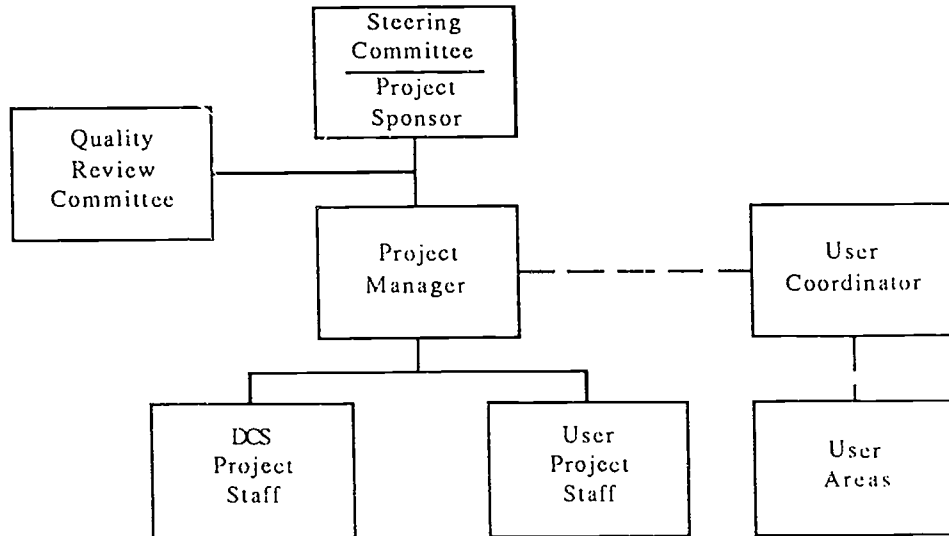 Steering
Committee
Project
Sponsor
Quality
Review
Committee
Project
Manager
User
Coordinator
DCS
Project
Staff
User
Project
Staff
User
Areas